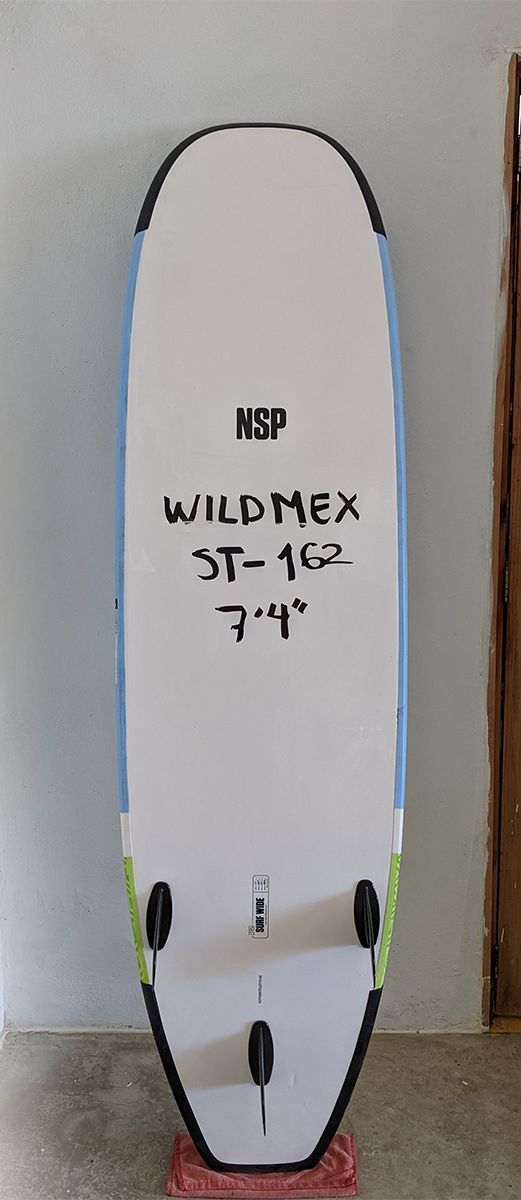 NSP
WILDMEX
ST-162
7'4"
SURF WIDE